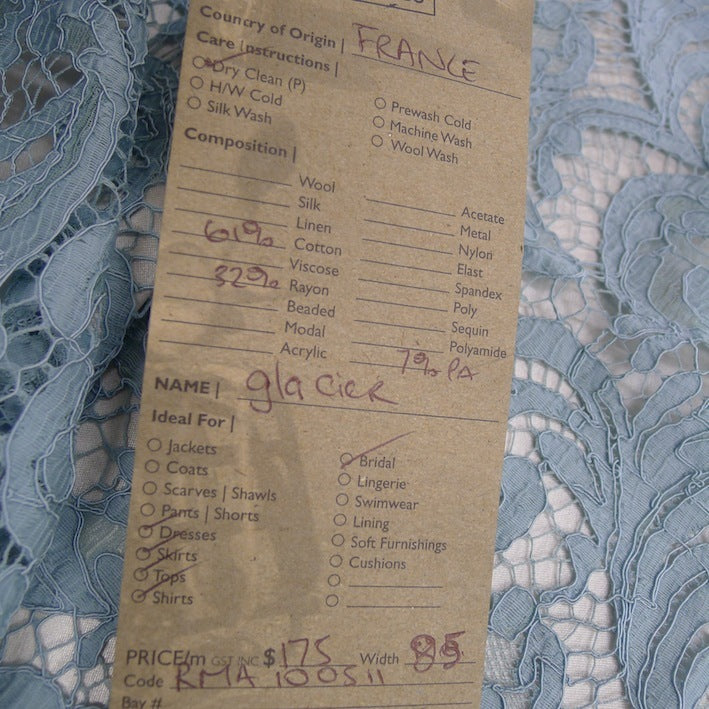 Country of Origin | FRANCE
Care Instructions |
Dry Clean (P)
H/W Cold
Silk Wash
Prewash Cold
Machine Wash
Wool Wash
Composition |
Wool
Silk
Linen
61% Cotton
Viscose
32% Rayon
Beaded
Modal
Acrylic
Acetate
Metal
Nylon
Elast
Spandex
Poly
Sequin
Polyamide
7% PA
NAME | glacier
Ideal For |
Jackets
Coats
Scarves | Shawls
Pants | Shorts
Dresses
Skirts
Tops
Shirts
Bridal
Lingerie
Swimwear
Lining
Soft Furnishings
Cushions
PRICE/m GST INC $175 Width
Code RMA 100511
Bay #